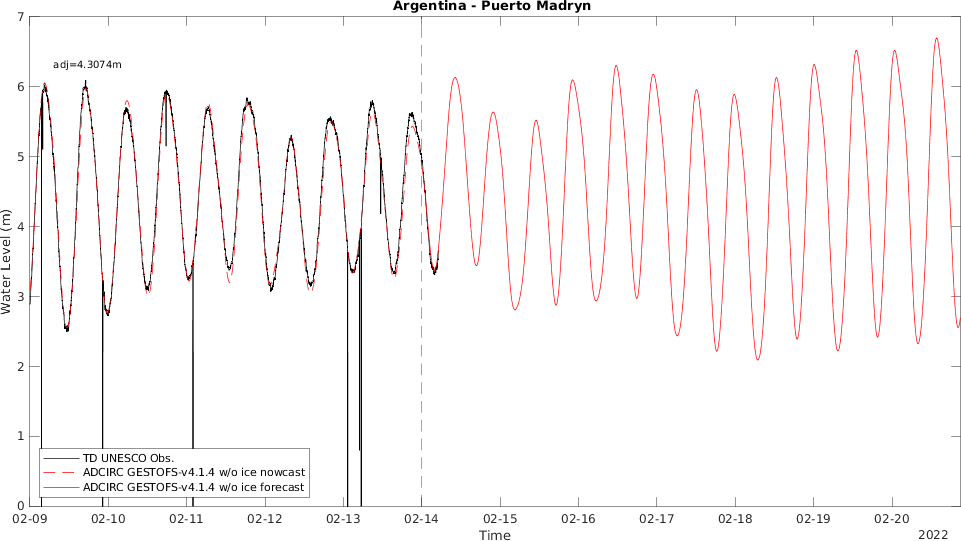 Argentina - Puerto Madryn
7
6
5
4
3
2
1
0
Water Level (m)
adj=4.3074m
TD UNESCO Obs.
ADCIRC GESTOFS-v4.1.4 w/o ice nowcast
ADCIRC GESTOFS-v4.1.4 w/o ice forecast
02-09 02-10 02-11 02-12 02-13 02-14 02-15 02-16 02-17 02-18 02-19 02-20
Time
2022